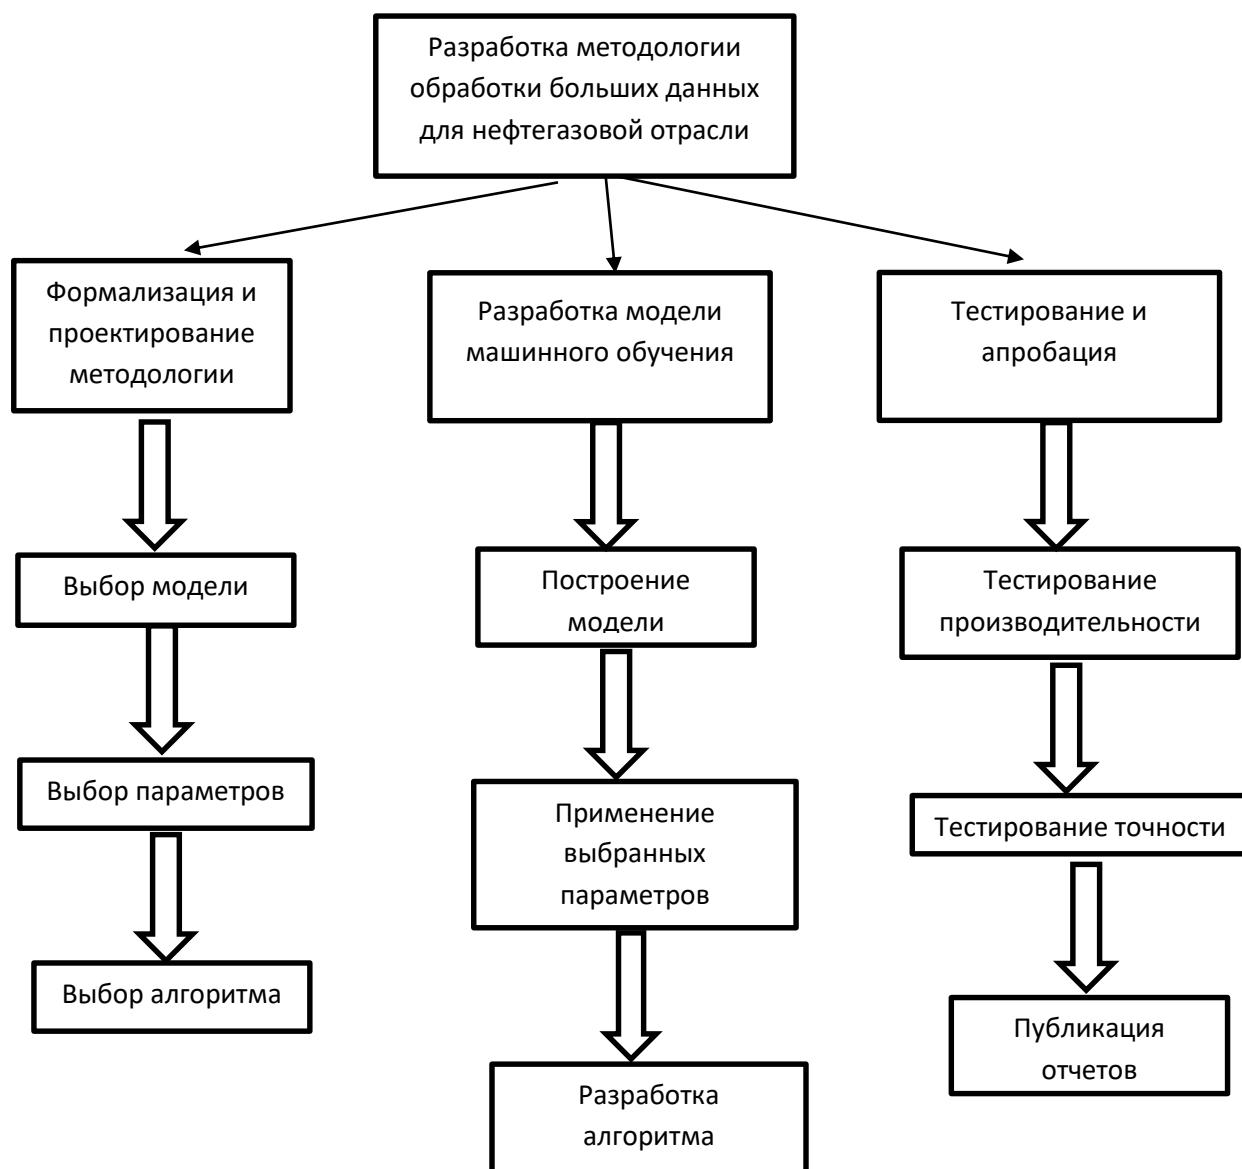 Разработка методологии
обработки больших данных
для нефтегазовой отрасли
Формализация и
проектирование
методологии
Разработка модели
машинного обучения
Тестирование и
апробация
Выбор модели
Построение
модели
Тестирование
производительности
Выбор параметров
Применение
выбранных
параметров
Тестирование точности
Выбор алгоритма
Разработка
алгоритма
Публикация
отчетов